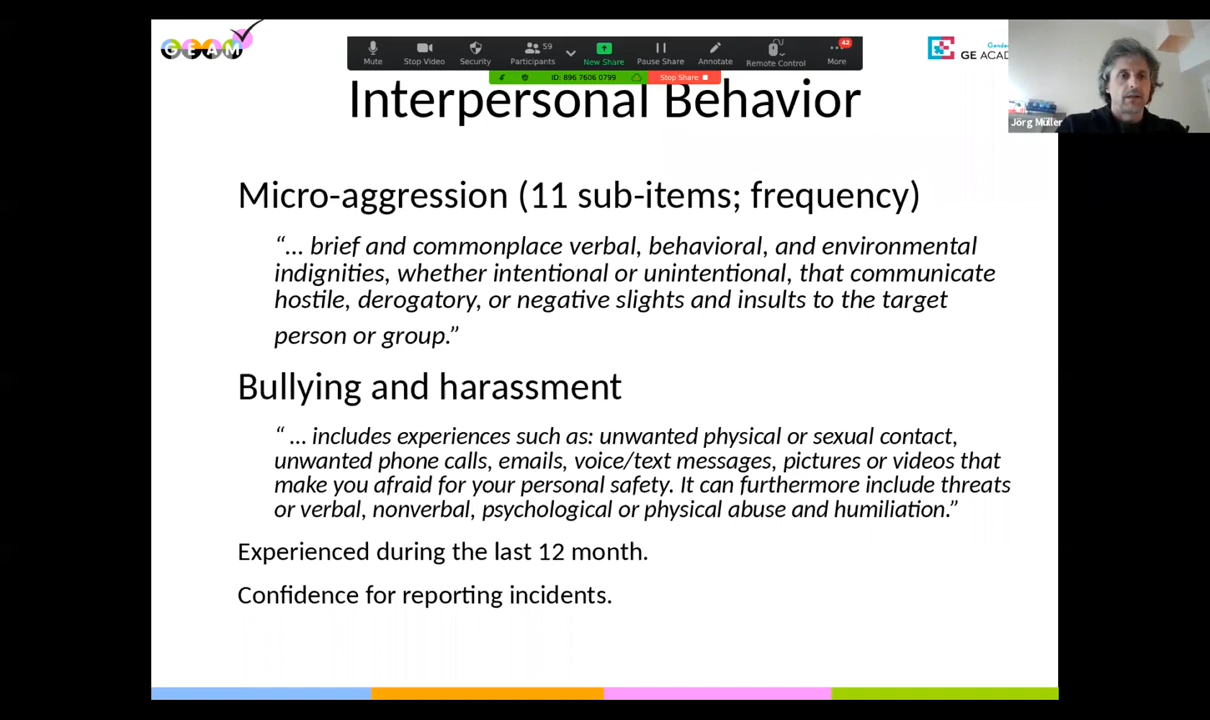 GEAM
Mute
Stop Video
Security
59
Participants
New Share
Pause Share
Annotate
Remote Control
42
More
ID: 896 7606 0799
Stop Share
GE ACAD
Jörg Müller
Interpersonal Behavior
Micro-aggression (11 sub-items; frequency)
“... brief and commonplace verbal, behavioral, and environmental
indignities, whether intentional or unintentional, that communicate
hostile, derogatory, or negative slights and insults to the target
person or group.”
Bullying and harassment
“ ... includes experiences such as: unwanted physical or sexual contact,
unwanted phone calls, emails, voice/text messages, pictures or videos that
make you afraid for your personal safety. It can furthermore include threats
or verbal, nonverbal, psychological or physical abuse and humiliation.”
Experienced during the last 12 month.
Confidence for reporting incidents.